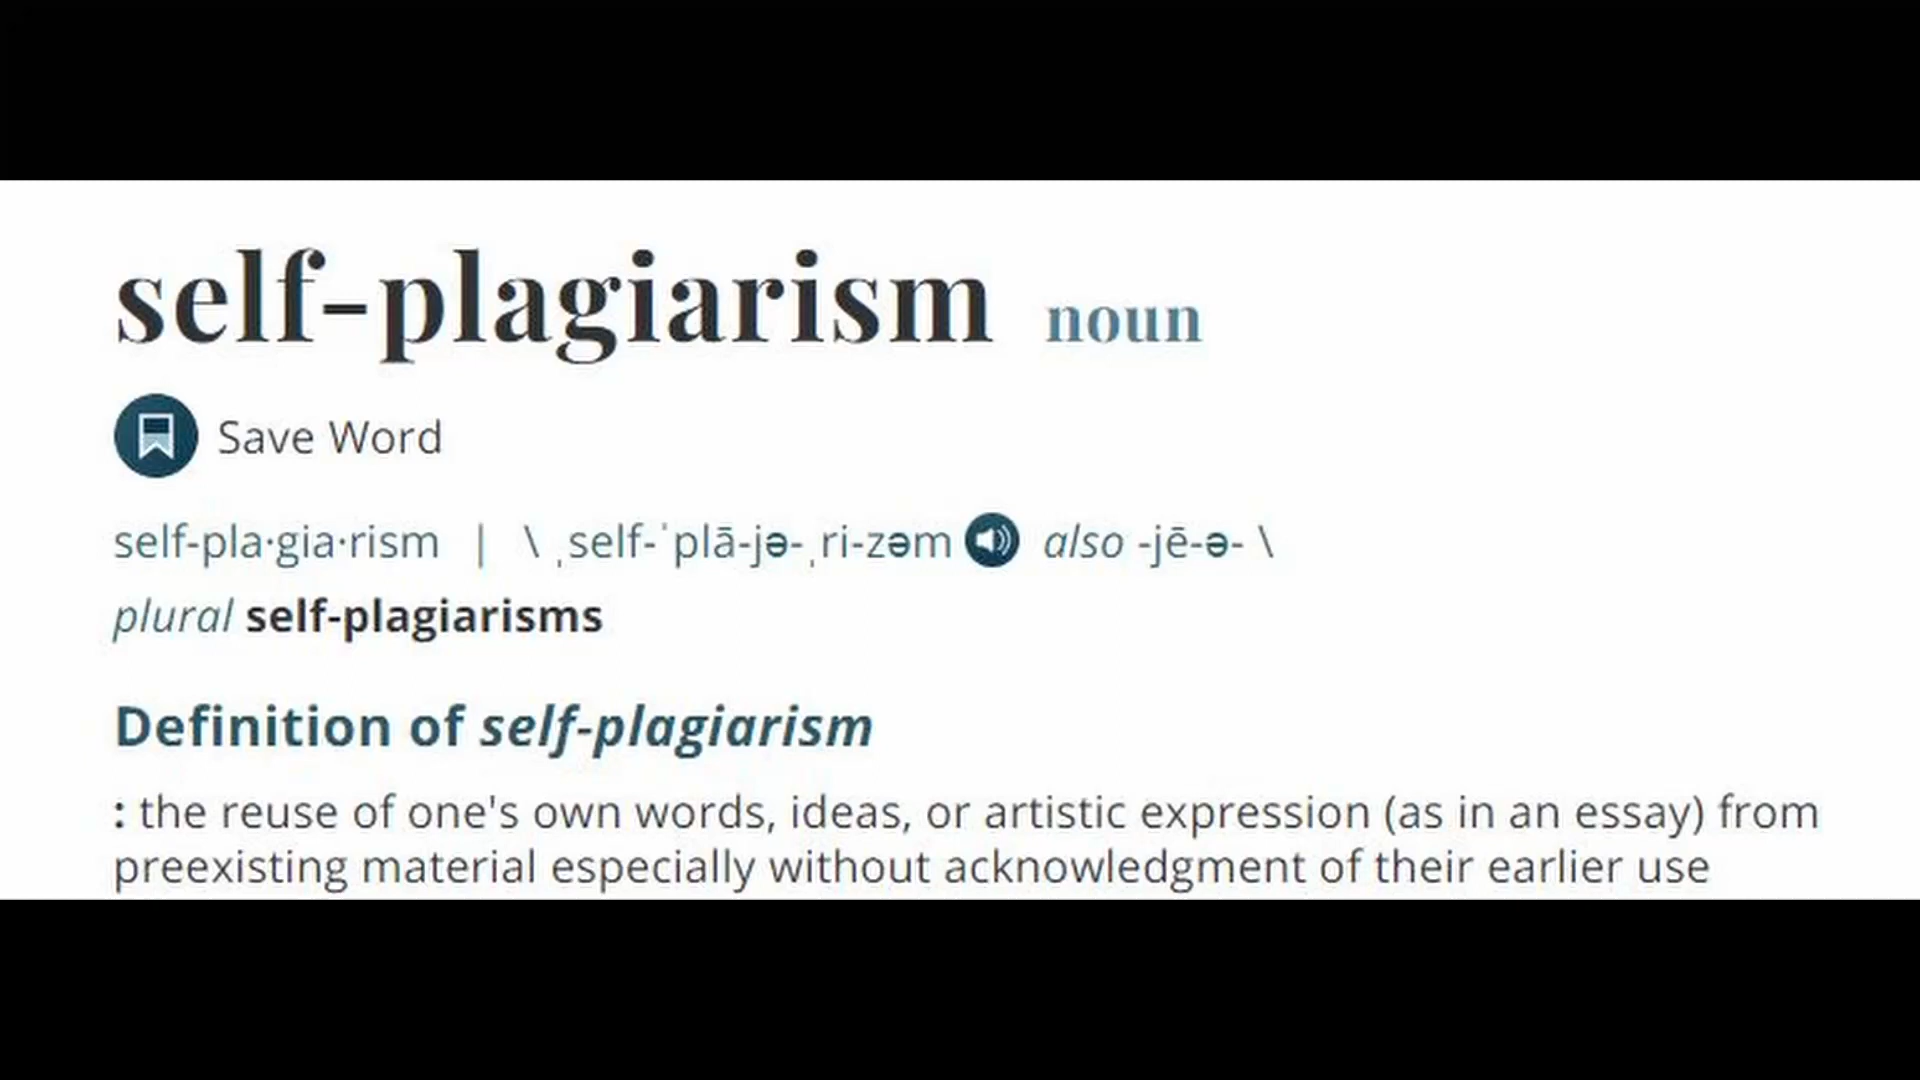 self-plagiarism noun
Save Word
self-pla·gia·rism | \ ˌself-ˈplā-jə-ˌri-zəm also -jē-ə- \
plural self-plagiarisms
Definition of self-plagiarism
: the reuse of one's own words, ideas, or artistic expression (as in an essay) from
preexisting material especially without acknowledgment of their earlier use